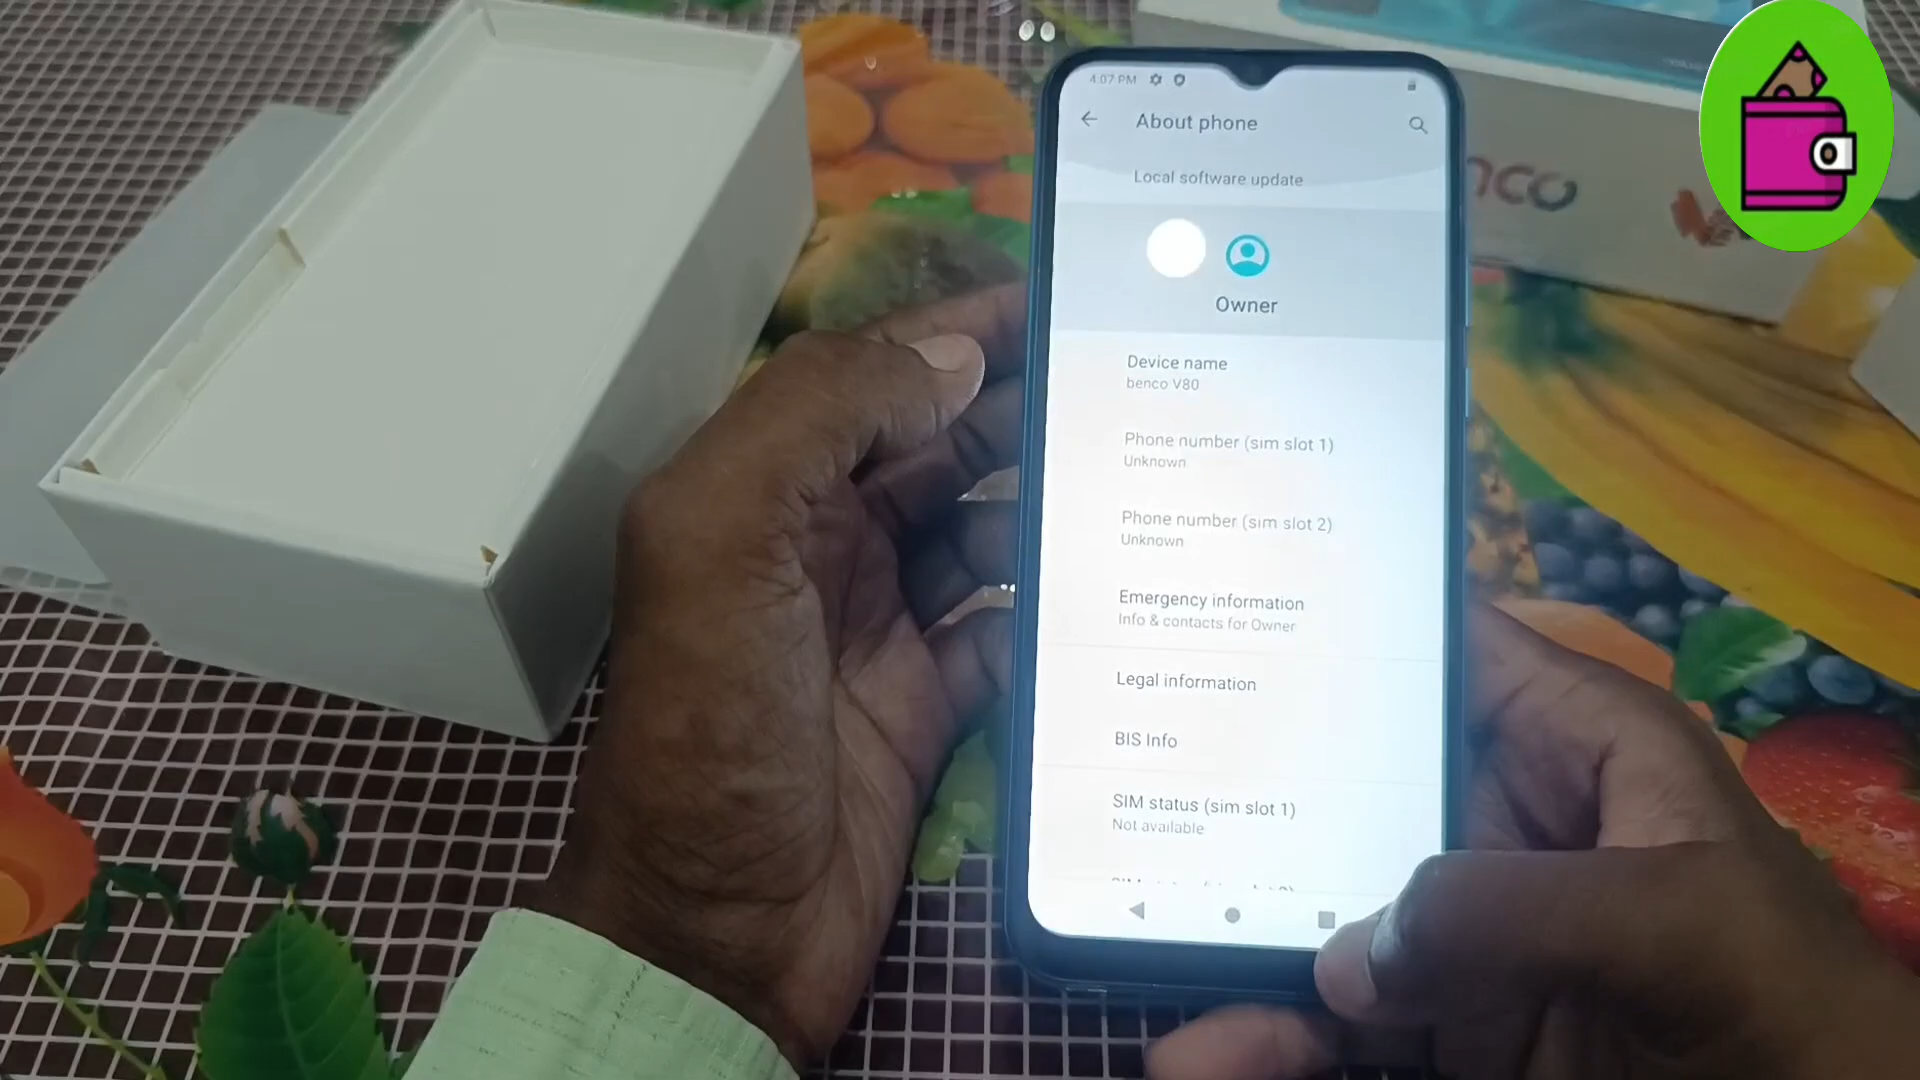 4:07 PM
About phone
Local software update
Owner
Device name
benco V80
Phone number (sim slot 1)
Unknown
Phone number (sim slot 2)
Unknown
Emergency information
Info & contacts for Owner
Legal information
BIS Info
SIM status (sim slot 1)
Not available